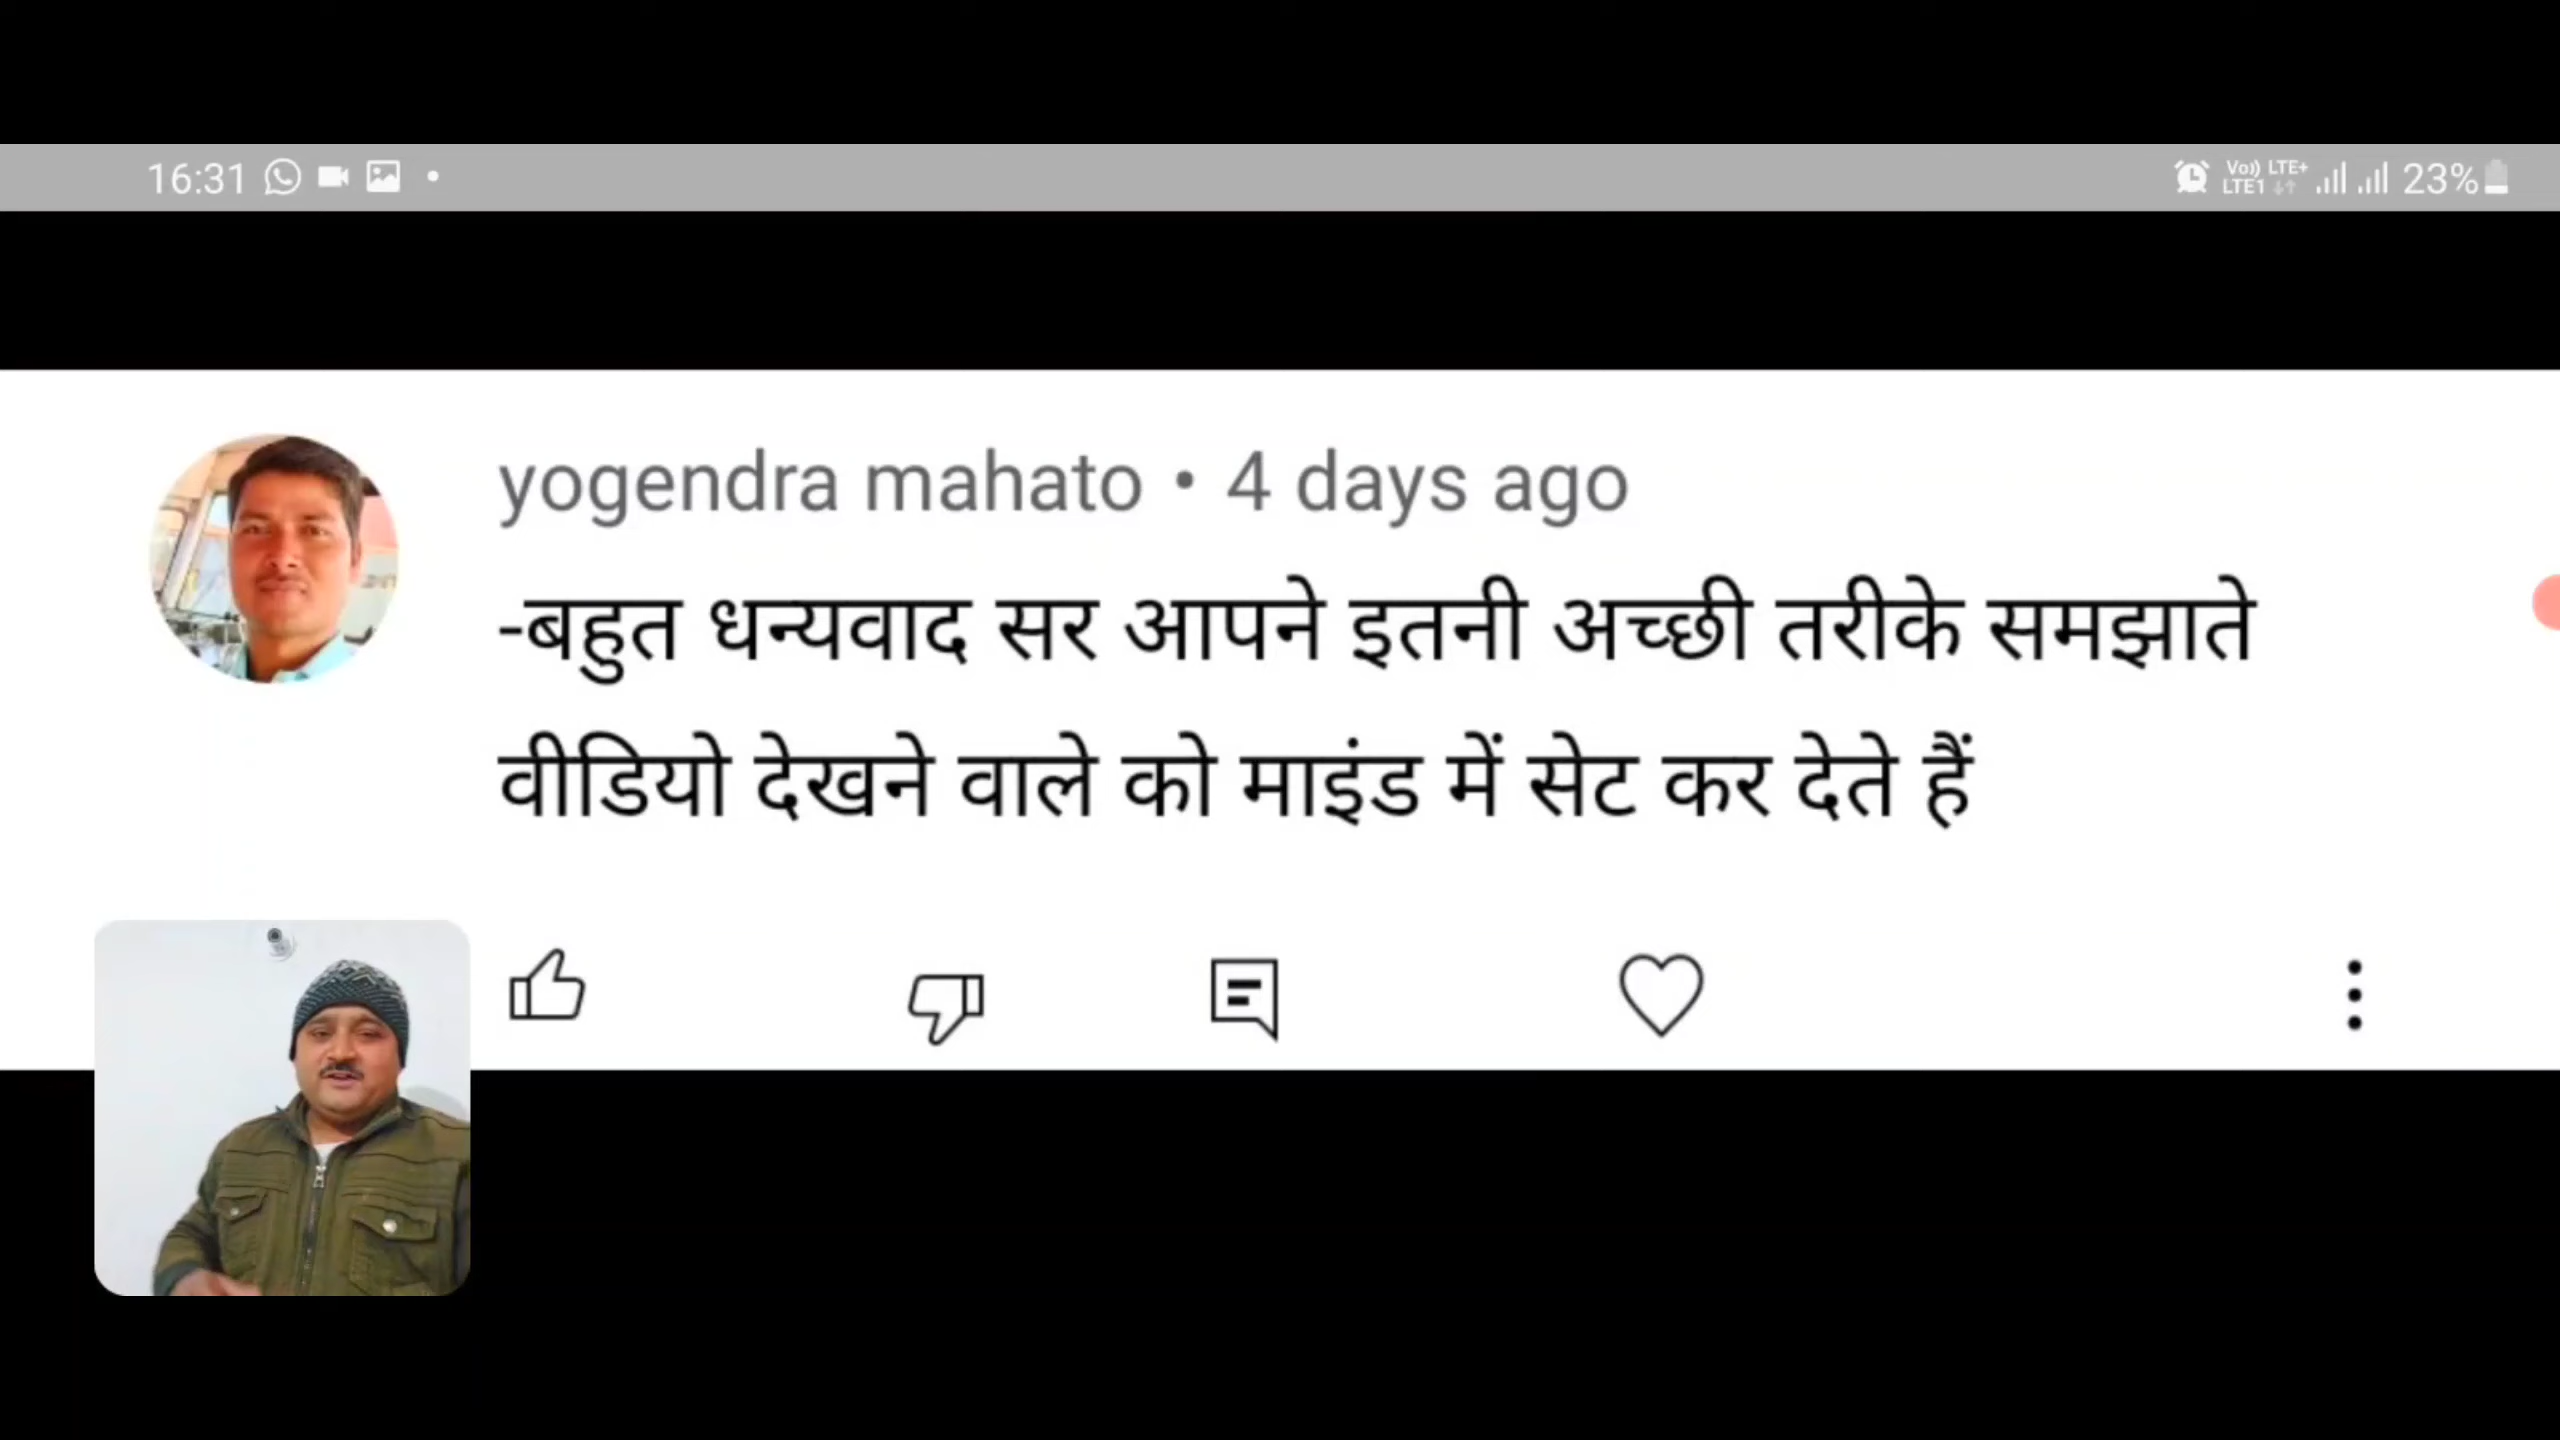 16:31
Vo)) LTE+
LTE1
23%
yogendra mahato • 4 days ago
-बहुत धन्यवाद सर आपने इतनी अच्छी तरीके समझाते
वीडियो देखने वाले को माइंड में सेट कर देते हैं